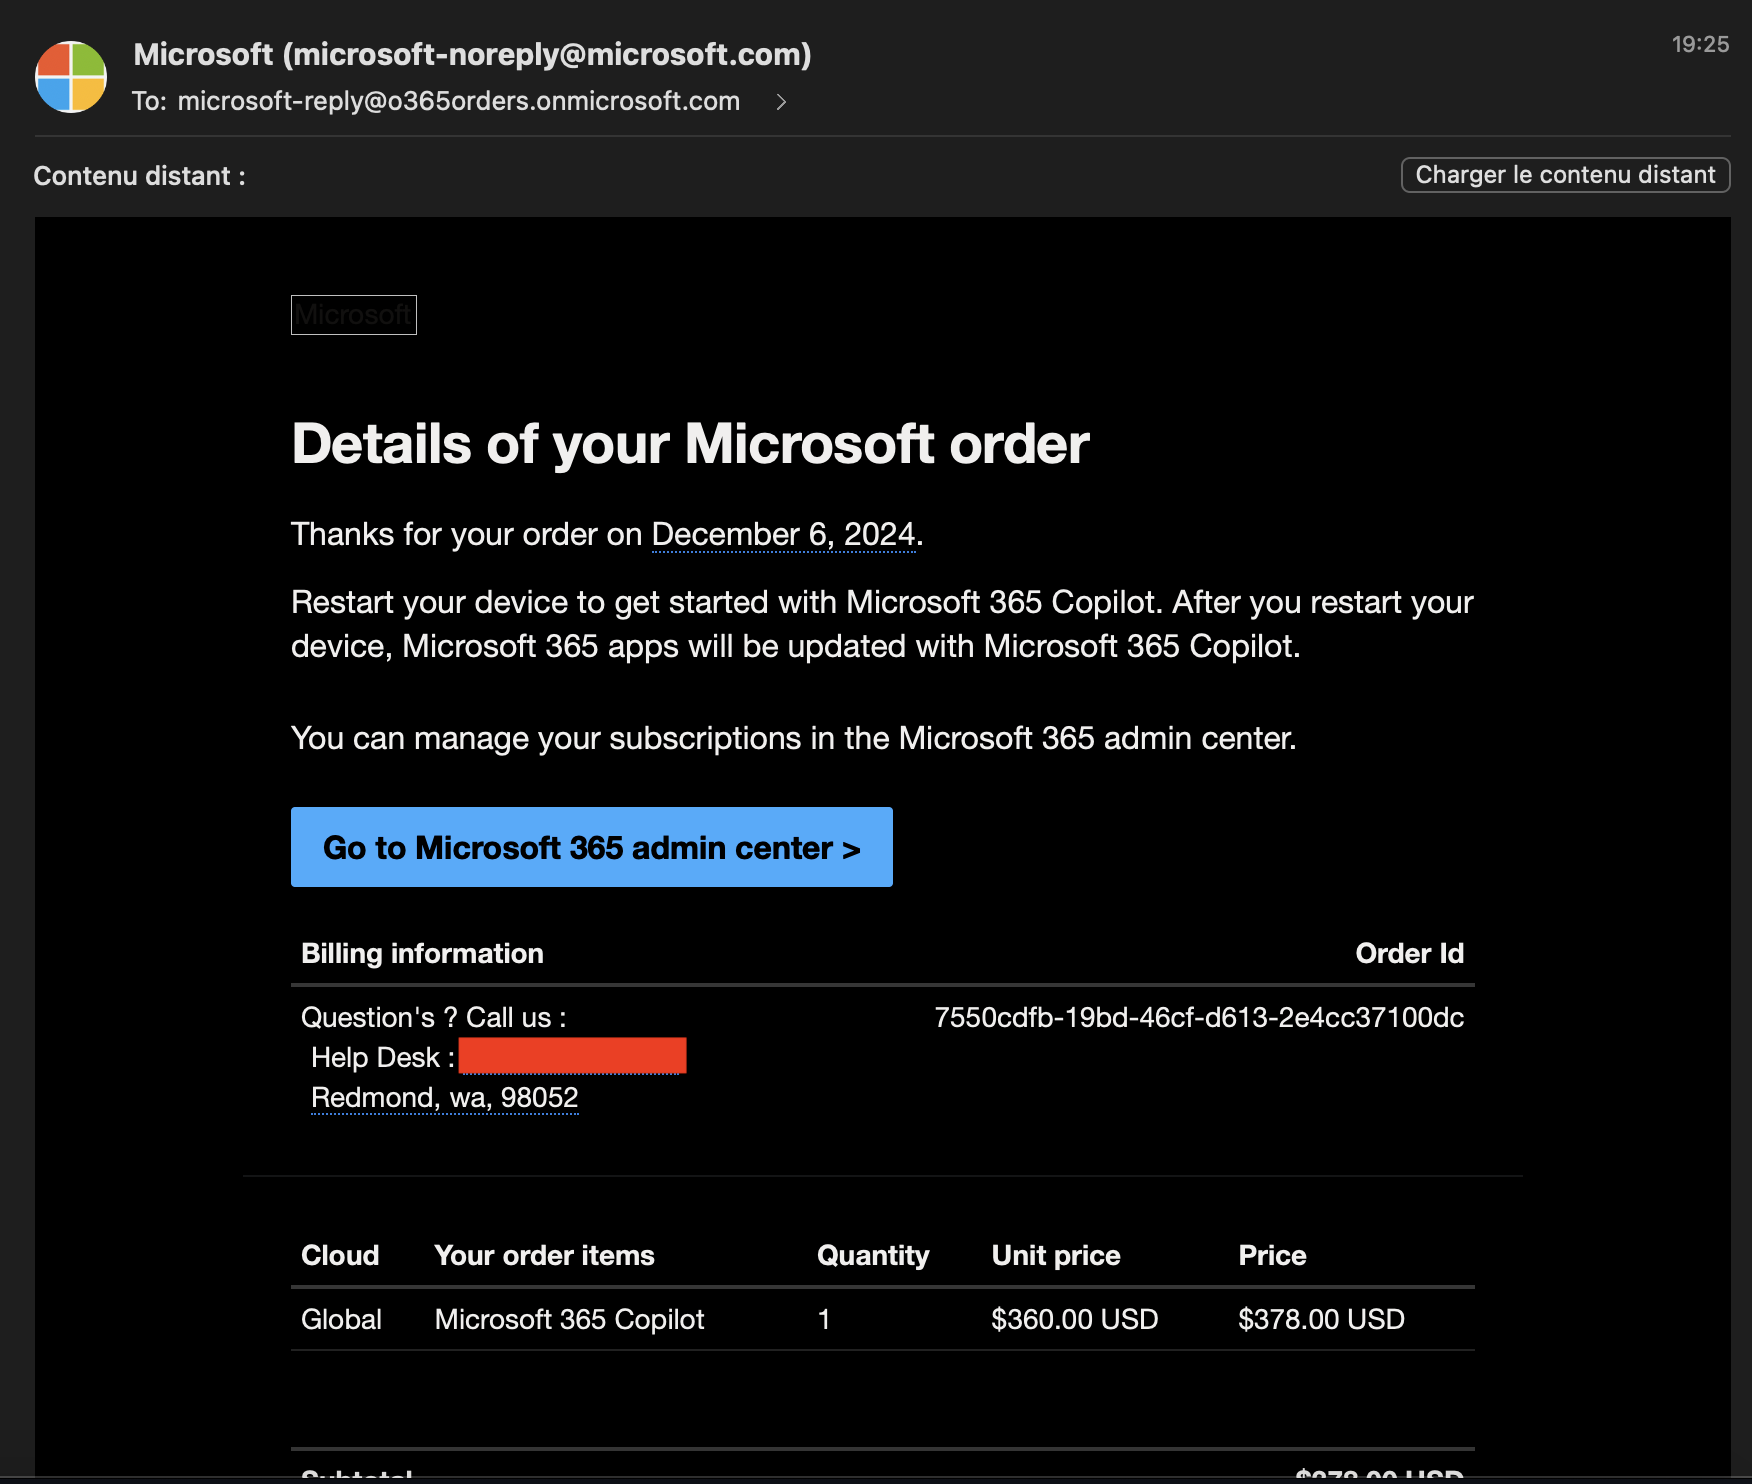 Microsoft (microsoft-noreply@microsoft.com)
19:25
To: microsoft-reply@o365orders.onmicrosoft.com >
Contenu distant :
Charger le contenu distant
Microsoft
Details of your Microsoft order
Thanks for your order on December 6, 2024.
Restart your device to get started with Microsoft 365 Copilot. After you restart your
device, Microsoft 365 apps will be updated with Microsoft 365 Copilot.
You can manage your subscriptions in the Microsoft 365 admin center.
Go to Microsoft 365 admin center >
Billing information Order Id
Question's ? Call us : 7550cdfb-19bd-46cf-d613-2e4cc37100dc
Help Desk :
Redmond, wa, 98052
Cloud Your order items Quantity Unit price Price
Global Microsoft 365 Copilot 1 $360.00 USD $378.00 USD
Subtotal $378.00 USD